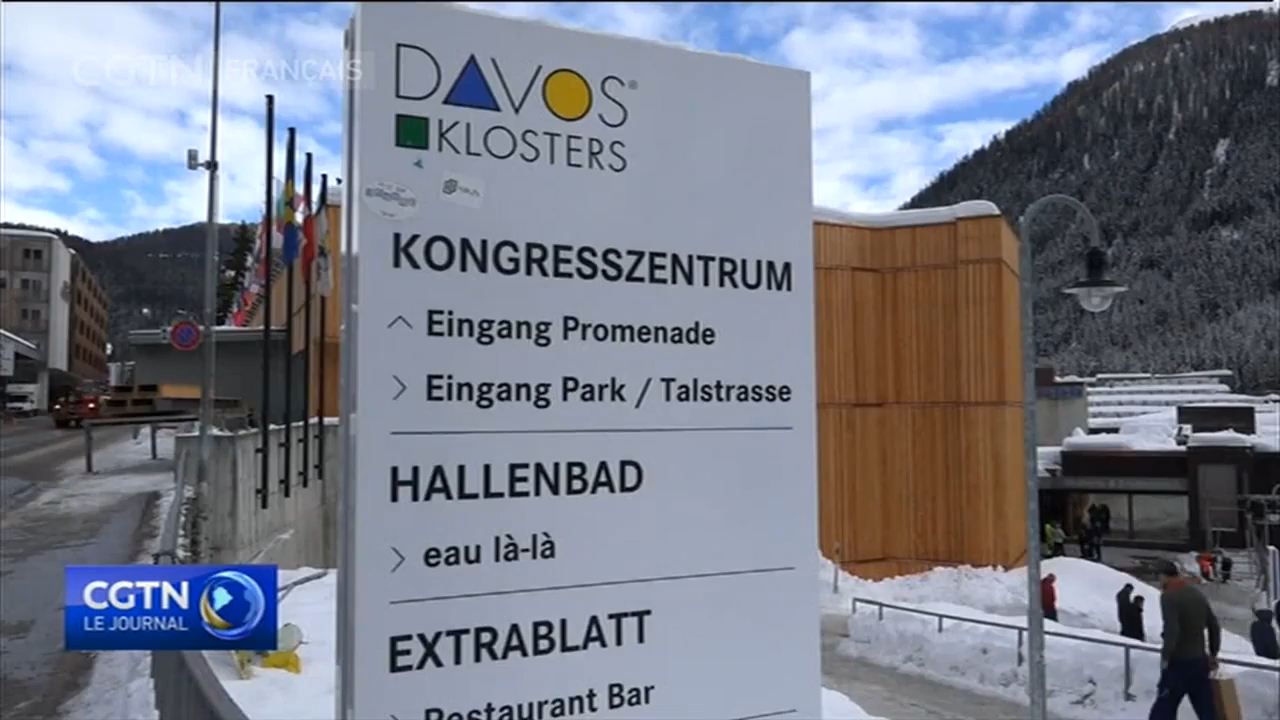 CGTN FRANÇAIS
DAVOS®
KLOSTERS
KONGRESSZENTRUM
Eingang Promenade
Eingang Park / Talstrasse
HALLENBAD
eau là-là
EXTRABLATT
Restaurant Bar
CGTN
LE JOURNAL